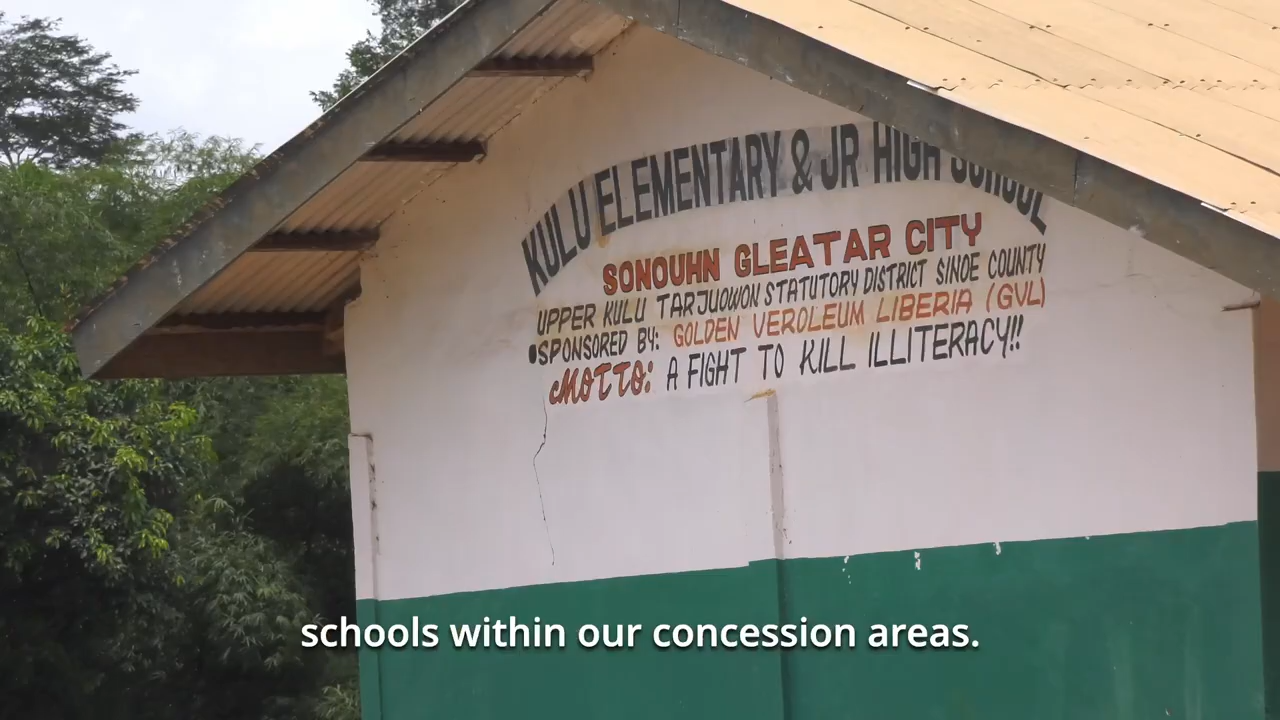 KULU ELEMENTARY & JR HIGH SCHOOL
SONOUHN GLEATAR CITY
UPPER KULU TARJUOWON STATUTORY DISTRICT SINOE COUNTY
SPONSORED BY: GOLDEN VEROLEUM LIBERIA (GVL)
MOTTO: A FIGHT TO KILL ILLITERACY!!
schools within our concession areas.